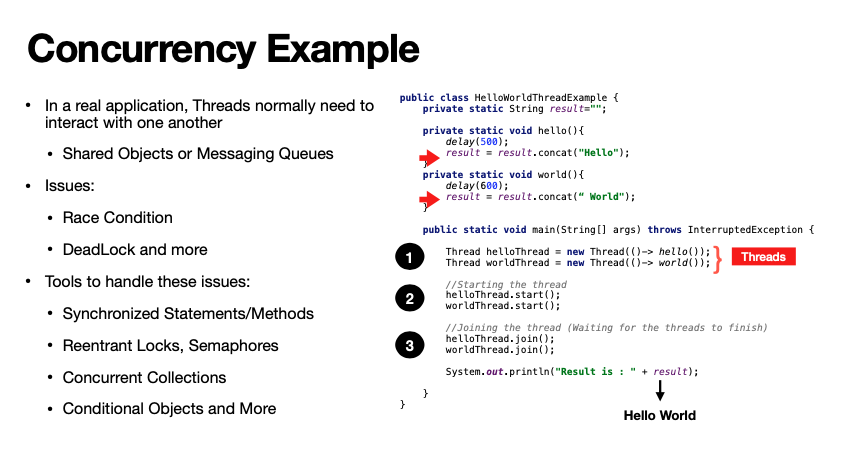 Concurrency Example
• In a real application, Threads normally need to
interact with one another
• Shared Objects or Messaging Queues
• Issues:
• Race Condition
• DeadLock and more
• Tools to handle these issues:
• Synchronized Statements/Methods
• Reentrant Locks, Semaphores
• Concurrent Collections
• Conditional Objects and More
public class HelloWorldThreadExample {
private static String result="";
private static void hello(){
delay(500);
result = result.concat("Hello");
}
private static void world(){
delay(600);
result = result.concat(“ World");
}
public static void main(String[] args) throws InterruptedException {
1
Thread helloThread = new Thread(()-> hello());
Thread worldThread = new Thread(()-> world());
} Threads
//Starting the thread
2
helloThread.start();
worldThread.start();
//Joining the thread (Waiting for the threads to finish)
3
helloThread.join();
worldThread.join();
System.out.println("Result is : " + result);
}
}
Hello World